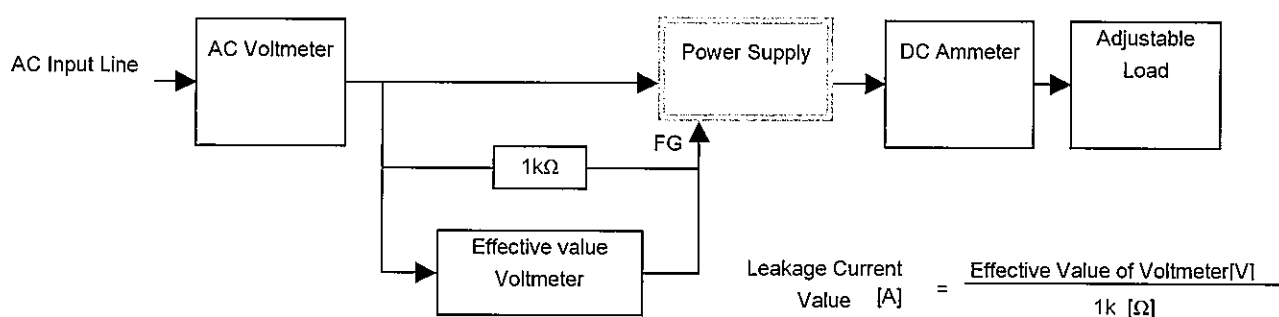 AC Input Line
AC Voltmeter
Power Supply
DC Ammeter
Adjustable
Load
FG
1kΩ
Effective value
Voltmeter
Leakage Current
Value [A]
=
Effective Value of Voltmeter[V]
1k [Ω]